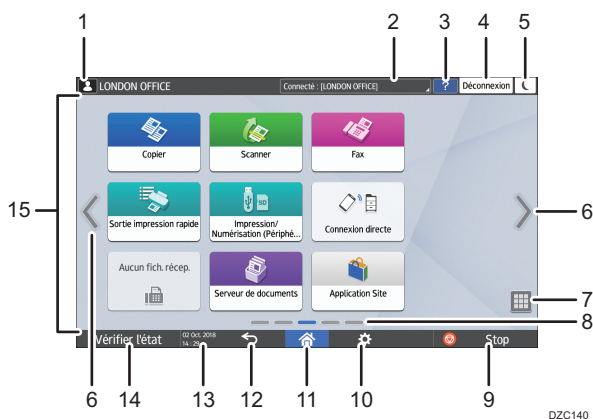 1
2
3
4
5
LONDON OFFICE
Connecté : [LONDON OFFICE]
?
Déconnexion
Copier
Scanner
Fax
15
6
Sortie impression rapide
SD
Impression/
Numérisation (Périphé...
Connexion directe
Aucun fich. récep.
Serveur de documents
Application Site
7
8
Vérifier l'état
02 Oct. 2018
14 : 29
Stop
6
14
13
12
11
10
9
DZC140